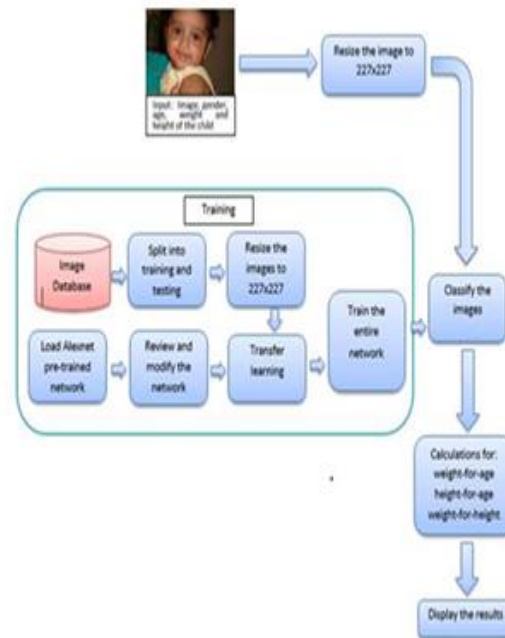 Input: Image, gender,
age, weight and
height of the child
Resize the image to
227x227
Training
Image
Database
Split into
training and
testing
Resize the
images to
227x227
Train the
entire
network
Classify the
images
Load Alexnet
pre-trained
network
Review and
modify the
network
Transfer
learning
Calculations for:
weight-for-age
height-for-age
weight-for-height
Display the results